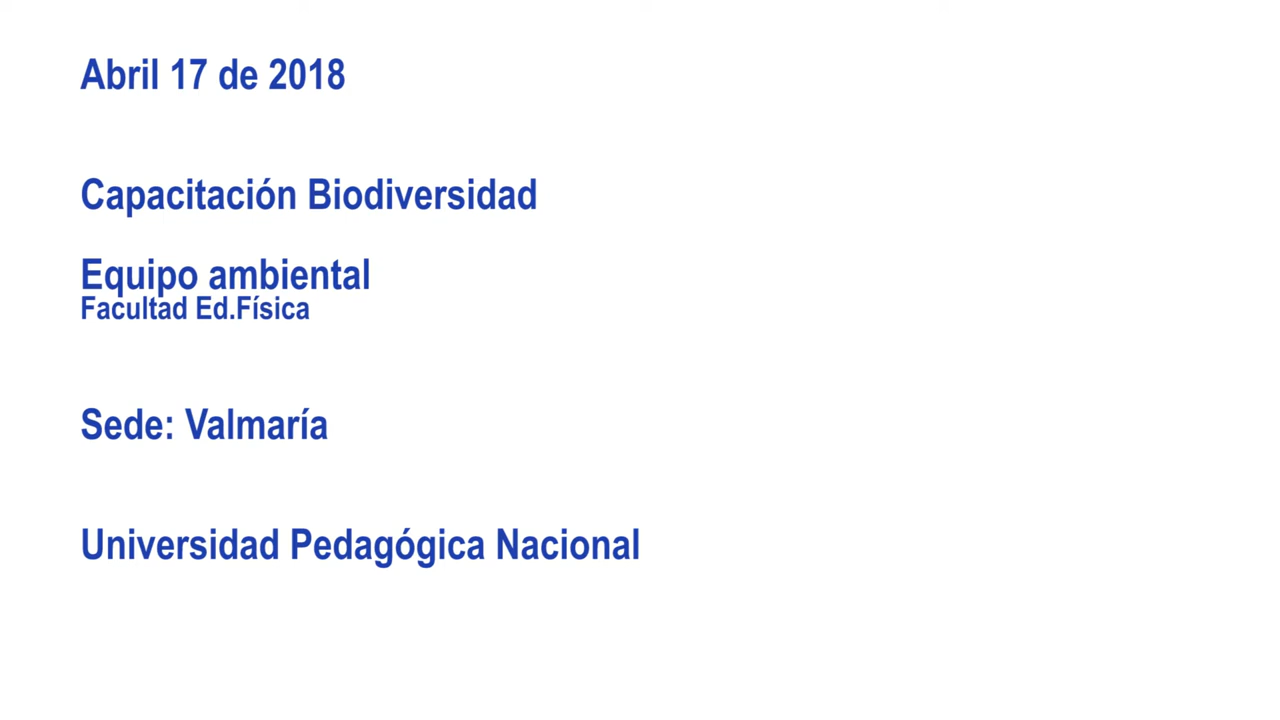 Abril 17 de 2018
Capacitación Biodiversidad
Equipo ambiental
Facultad Ed.Física
Sede: Valmaría
Universidad Pedagógica Nacional